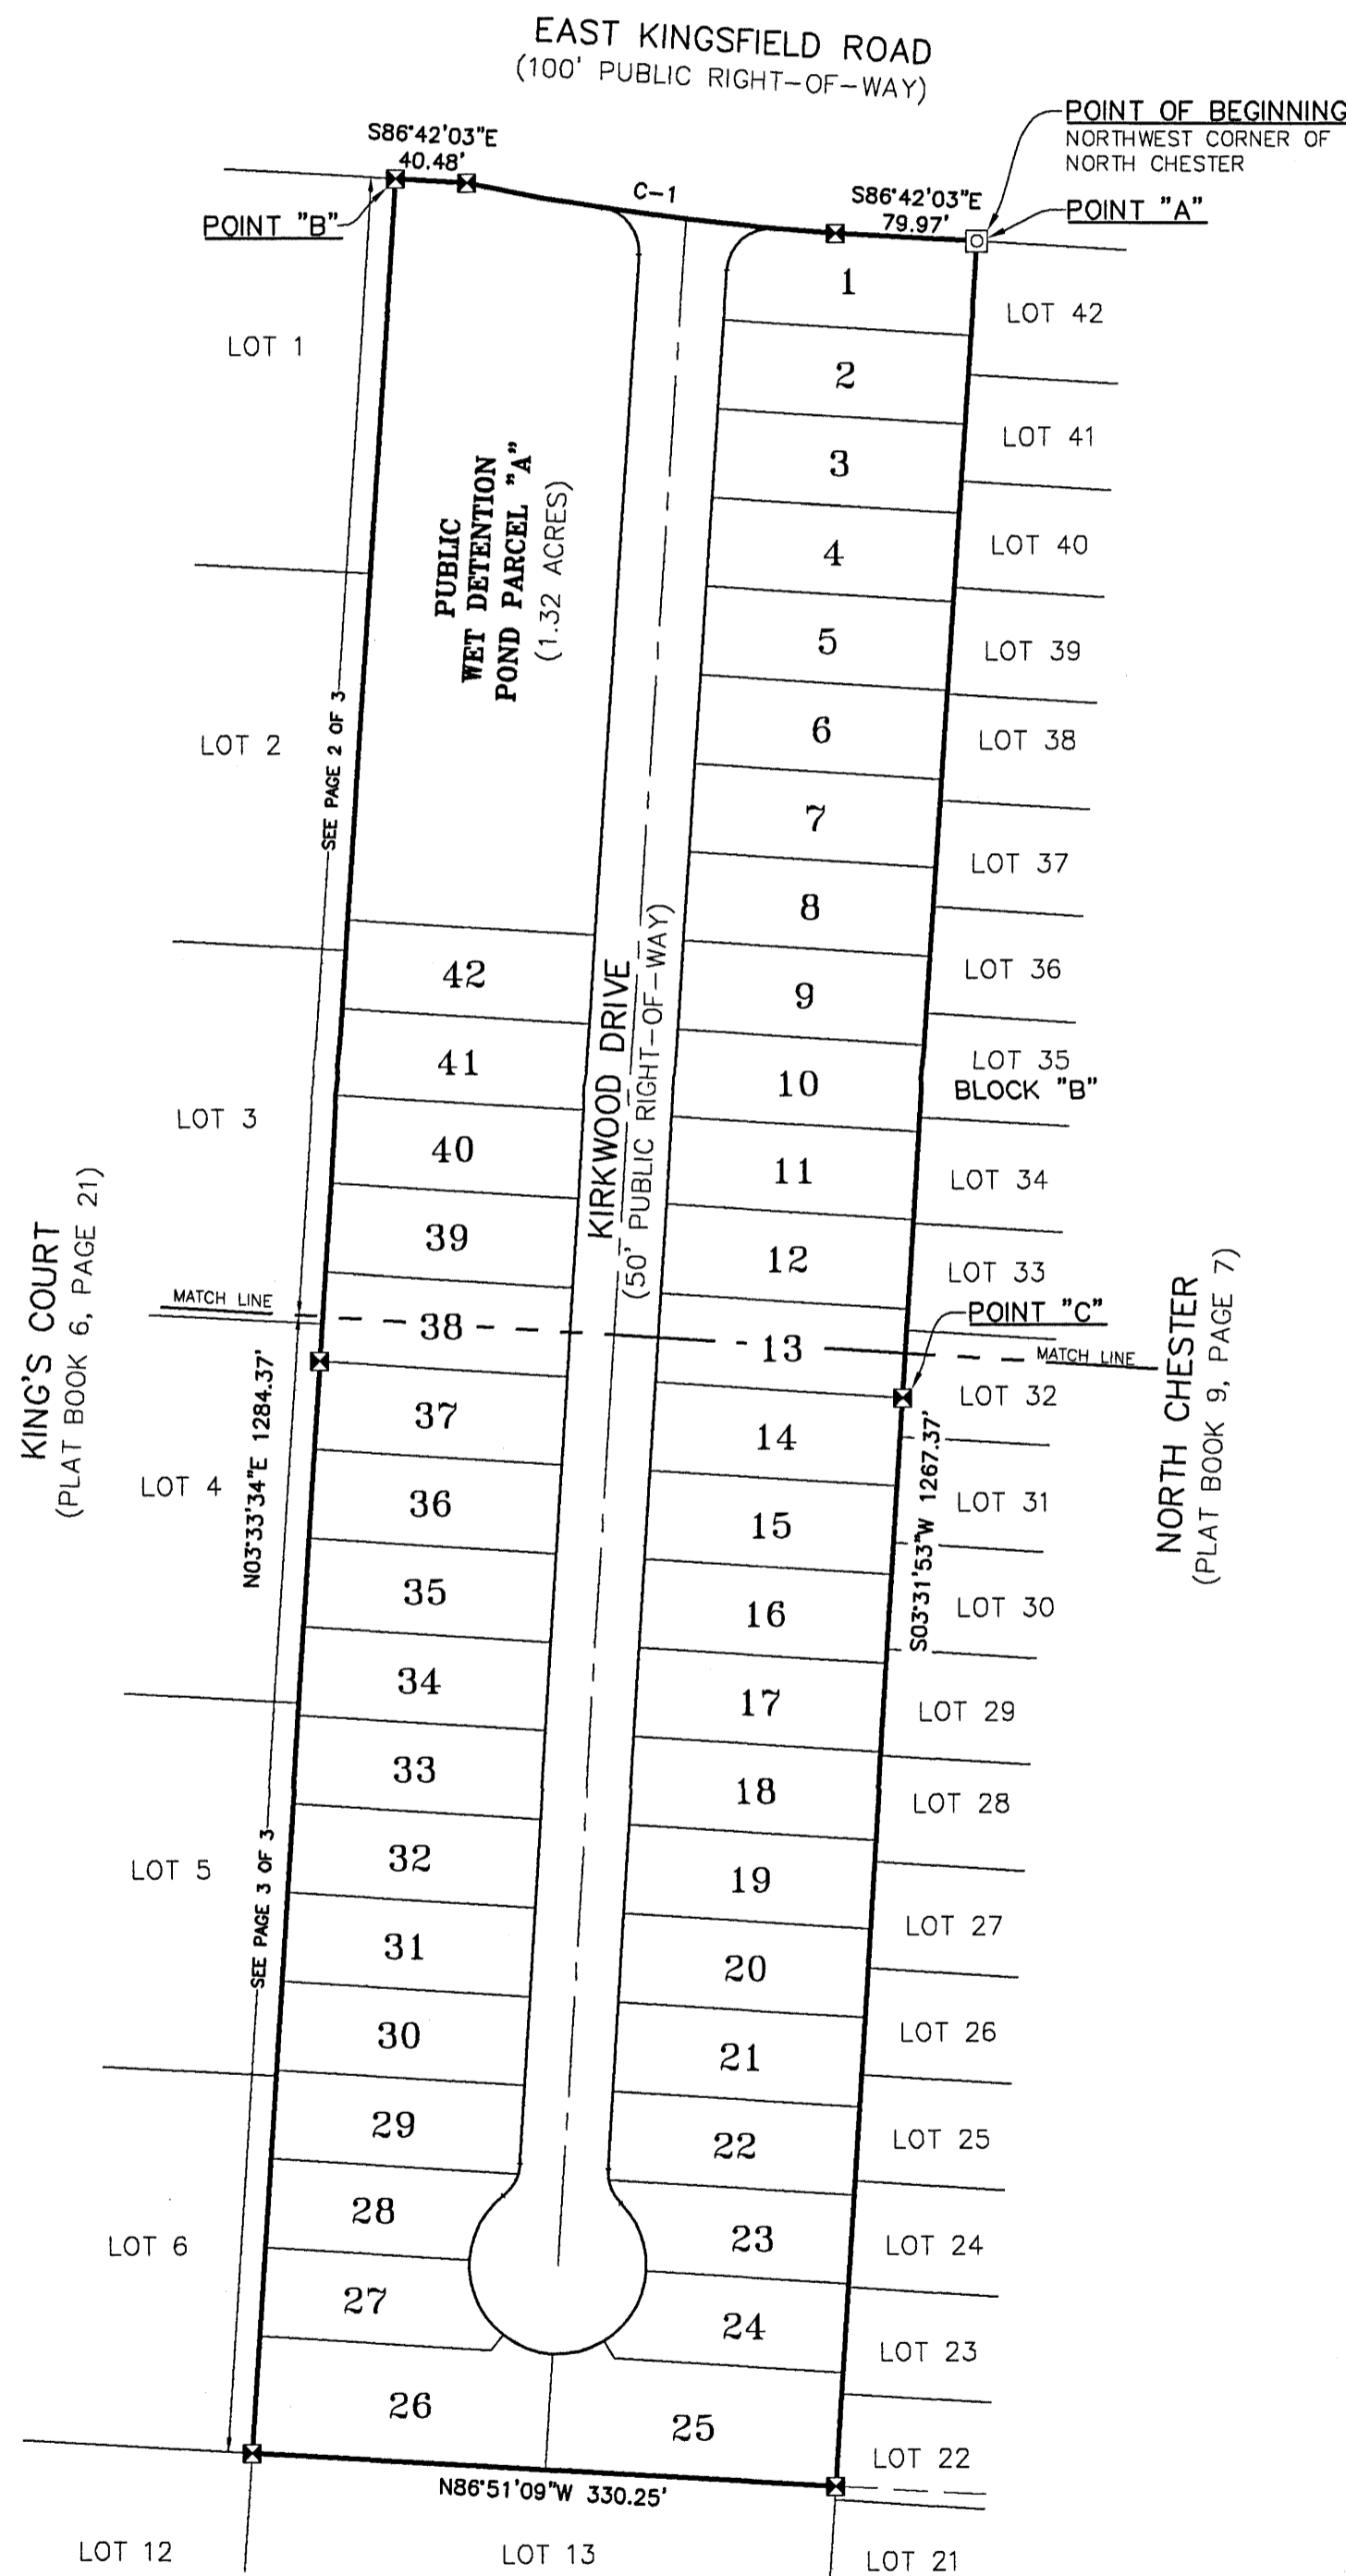 EAST KINGSFIELD ROAD
(100' PUBLIC RIGHT-OF-WAY)
POINT OF BEGINNING
NORTHWEST CORNER OF
NORTH CHESTER
POINT "A"
S86°42'03"E
40.48'
C-1
S86°42'03"E
79.97'
POINT "B"
LOT 1
LOT 2
LOT 3
LOT 4
LOT 5
LOT 6
LOT 12
LOT 13
LOT 21
SEE PAGE 2 OF 3
PUBLIC
WET DETENTION
POND PARCEL "A"
(1.32 ACRES)
KIRKWOOD DRIVE
(50' PUBLIC RIGHT-OF-WAY)
1
2
3
4
5
6
7
8
9
10
11
12
13
14
15
16
17
18
19
20
21
22
23
24
25
26
27
28
29
30
31
32
33
34
35
36
37
38
39
40
41
42
LOT 42
LOT 41
LOT 40
LOT 39
LOT 38
LOT 37
LOT 36
LOT 35
BLOCK "B"
LOT 34
LOT 33
POINT "C"
MATCH LINE
LOT 32
LOT 31
LOT 30
LOT 29
LOT 28
LOT 27
LOT 26
LOT 25
LOT 24
LOT 23
LOT 22
S03°31'53"W 1267.37'
NORTH CHESTER
(PLAT BOOK 9, PAGE 7)
KING'S COURT
(PLAT BOOK 6, PAGE 21)
MATCH LINE
N03°33'34"E 1284.37'
SEE PAGE 3 OF 3
N86°51'09"W 330.25'